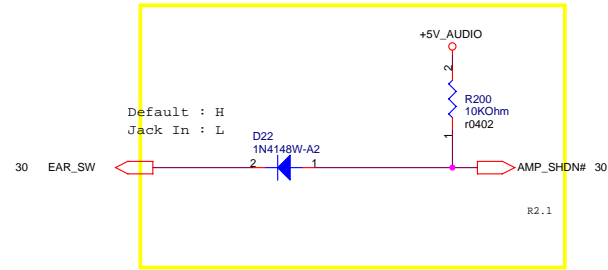 +5V_AUDIO
2
R200
10KOhm
r0402
1
Default : H
Jack In : L
D22
1N4148W-A2
30 EAR_SW
2
1
AMP_SHDN# 30
R2.1